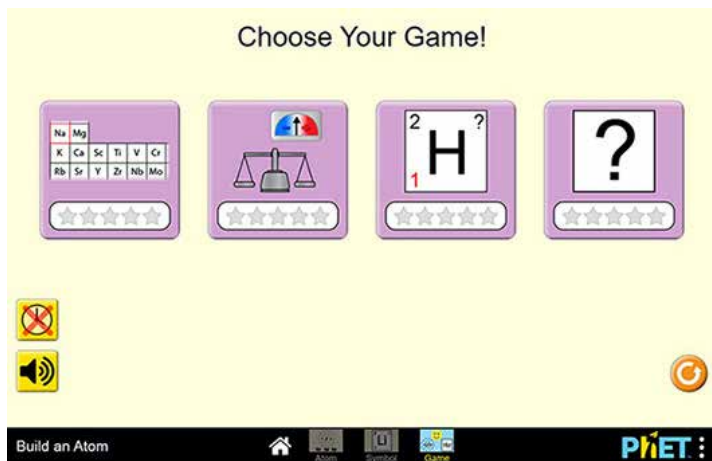 Choose Your Game!
Na Mg
K Ca Sc Ti V Cr
Rb Sr Y Zr Nb Mo
- +
2 ?
H
1
?
Build an Atom
Atom
Symbol
Game
PhET